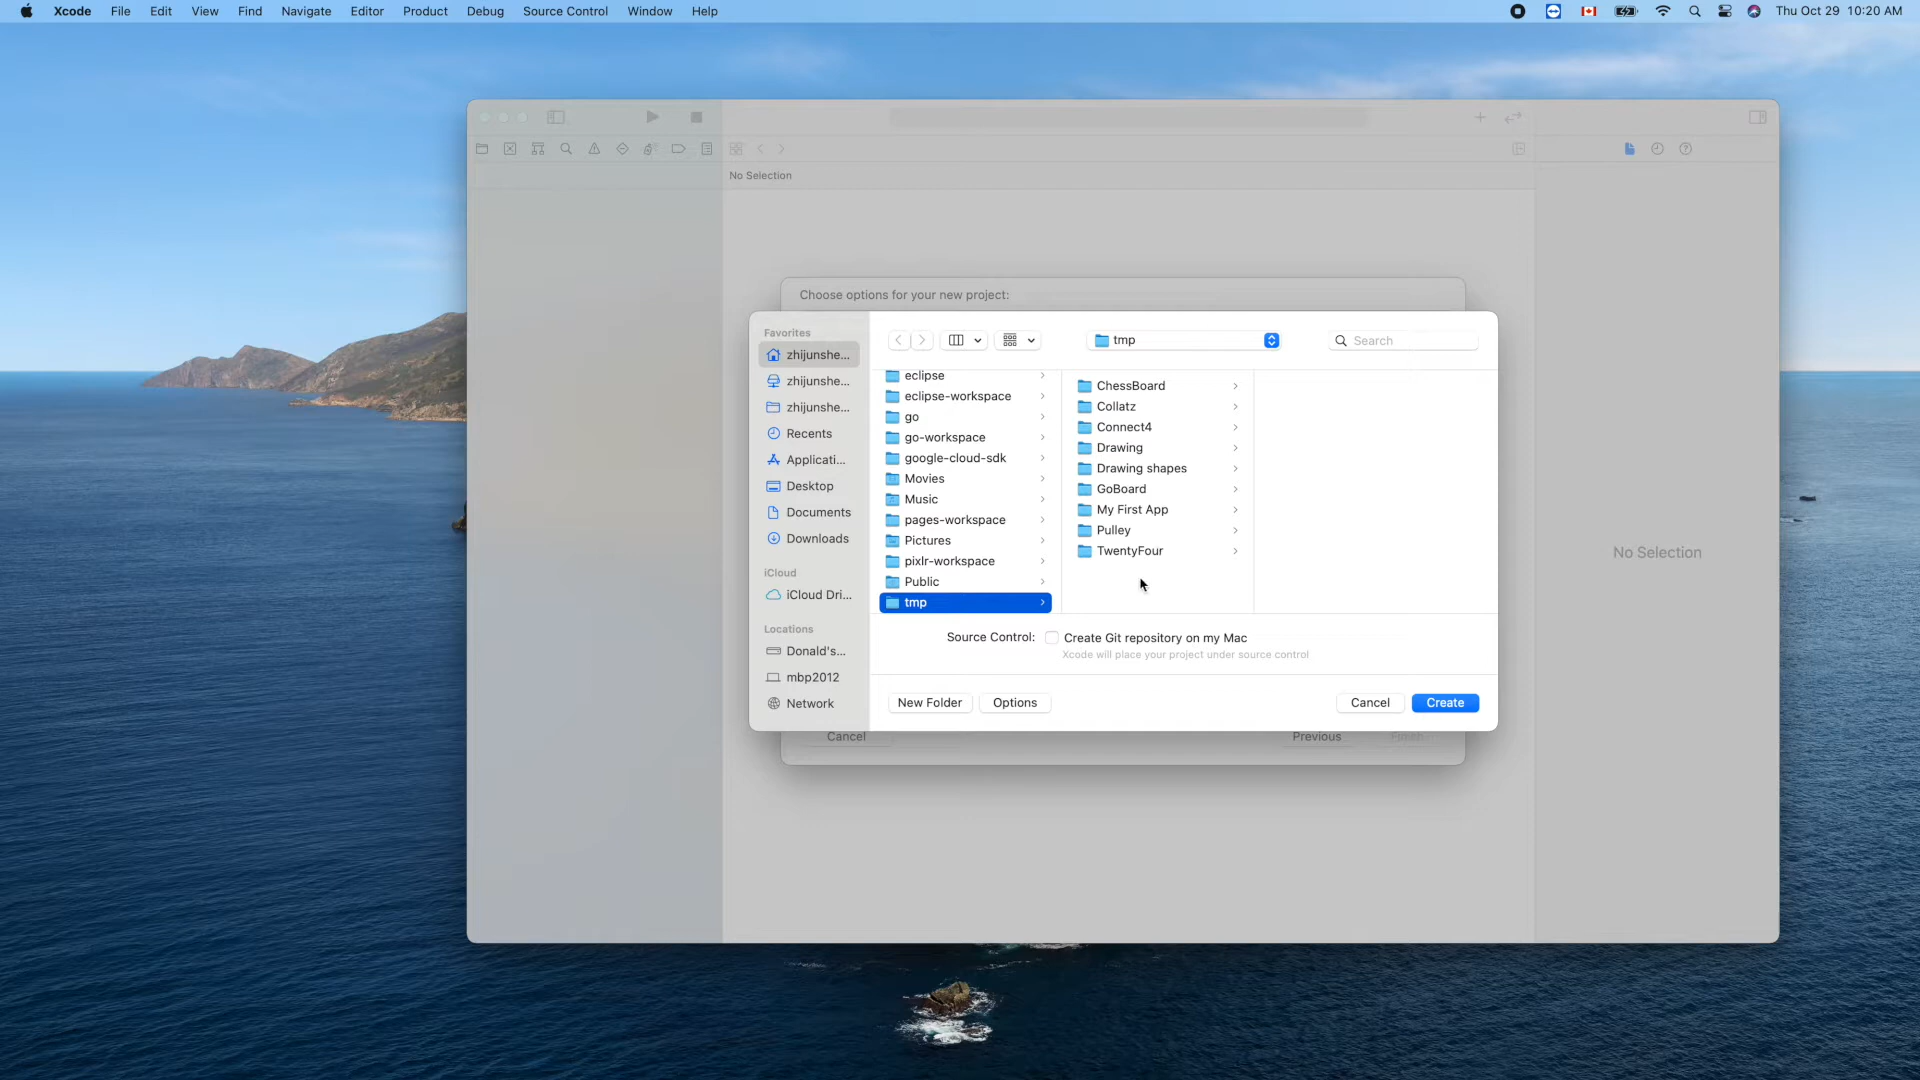 Xcode File Edit View Find Navigate Editor Product Debug Source Control Window Help Thu Oct 29 10:20 AM
No Selection
Choose options for your new project:
Favorites
zhijunshe...
zhijunshe...
zhijunshe...
Recents
Applicati...
Desktop
Documents
Downloads
iCloud
iCloud Dri...
Locations
Donald's...
mbp2012
Network
tmp
Search
eclipse
eclipse-workspace
go
go-workspace
google-cloud-sdk
Movies
Music
pages-workspace
Pictures
pixlr-workspace
Public
tmp
ChessBoard
Collatz
Connect4
Drawing
Drawing shapes
GoBoard
My First App
Pulley
TwentyFour
Source Control: Create Git repository on my Mac
Xcode will place your project under source control
New Folder Options Cancel Create
Cancel Previous Finish
No Selection